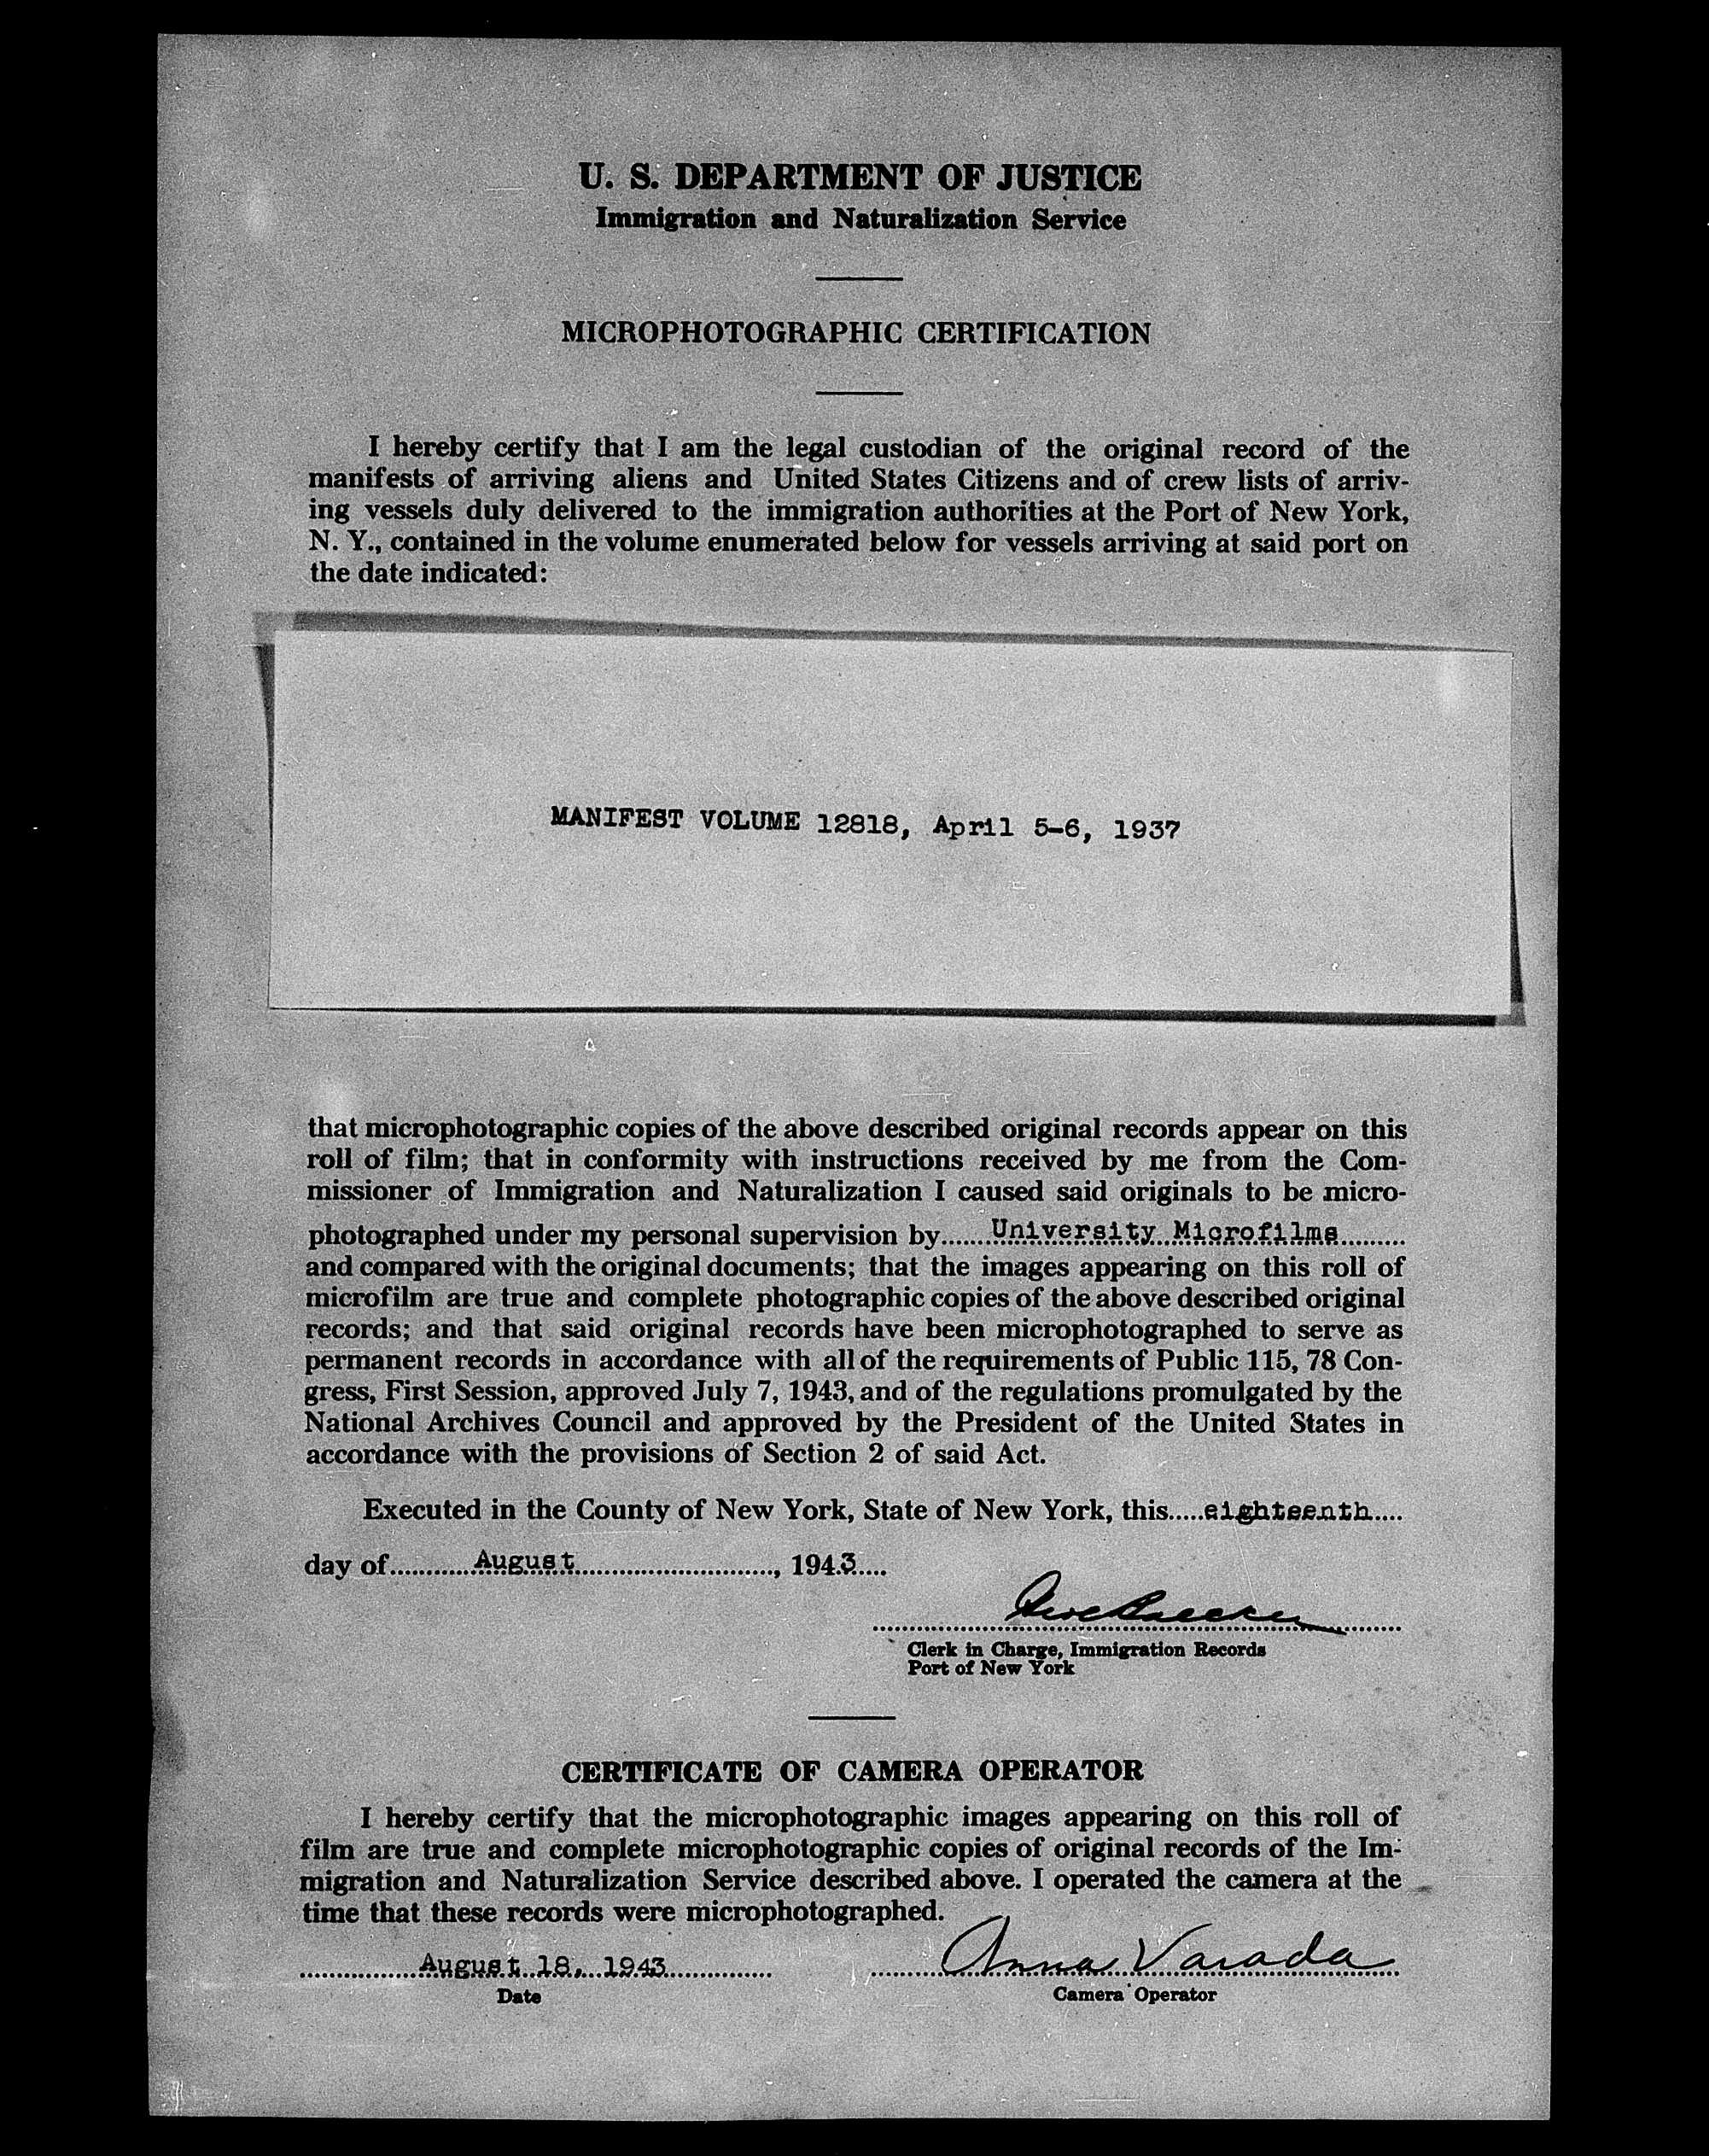 U. S. DEPARTMENT OF JUSTICE
Immigration and Naturalization Service
MICROPHOTOGRAPHIC CERTIFICATION
I hereby certify that I am the legal custodian of the original record of the
manifests of arriving aliens and United States Citizens and of crew lists of arriv-
ing vessels duly delivered to the immigration authorities at the Port of New York,
N. Y., contained in the volume enumerated below for vessels arriving at said port on
the date indicated:
MANIFEST VOLUME 12818, April 5-6, 1937
that microphotographic copies of the above described original records appear on this
roll of film; that in conformity with instructions received by me from the Com-
missioner of Immigration and Naturalization I caused said originals to be micro-
photographed under my personal supervision by.......University Microfilms.........
and compared with the original documents; that the images appearing on this roll of
microfilm are true and complete photographic copies of the above described original
records; and that said original records have been microphotographed to serve as
permanent records in accordance with all of the requirements of Public 115, 78 Con-
gress, First Session, approved July 7, 1943, and of the regulations promulgated by the
National Archives Council and approved by the President of the United States in
accordance with the provisions of Section 2 of said Act.
Executed in the County of New York, State of New York, this.....eighteenth....
day of............August................................, 1943.....
Clerk in Charge, Immigration Records
Port of New York
CERTIFICATE OF CAMERA OPERATOR
I hereby certify that the microphotographic images appearing on this roll of
film are true and complete microphotographic copies of original records of the Im-
migration and Naturalization Service described above. I operated the camera at the
time that these records were microphotographed.
August 18, 1943
Anna Varada
Date
Camera Operator